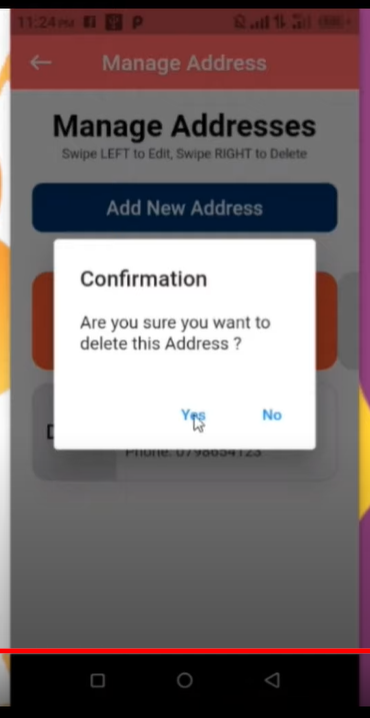 11:24 PM
Manage Address
Manage Addresses
Swipe LEFT to Edit, Swipe RIGHT to Delete
Add New Address
Confirmation
Are you sure you want to
delete this Address ?
Yes No
Phone: 0798654123